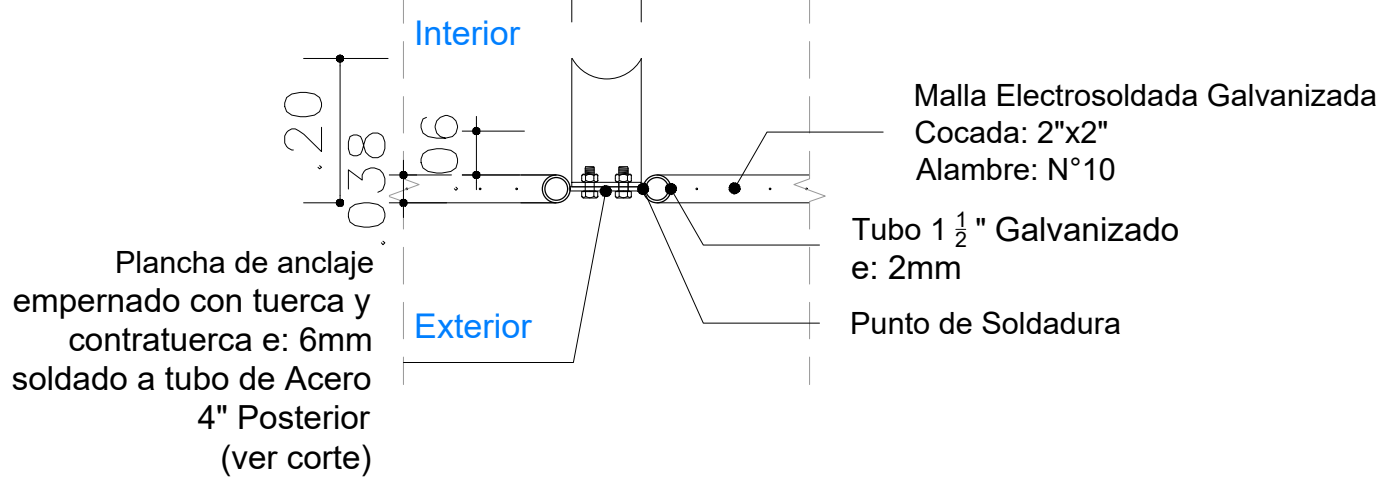 Interior
.20
.038
.06
Malla Electrosoldada Galvanizada
Cocada: 2"x2"
Alambre: N°10
Tubo 1 1/2 " Galvanizado
e: 2mm
Punto de Soldadura
Plancha de anclaje
empernado con tuerca y
contratuerca e: 6mm
soldado a tubo de Acero
4" Posterior
(ver corte)
Exterior